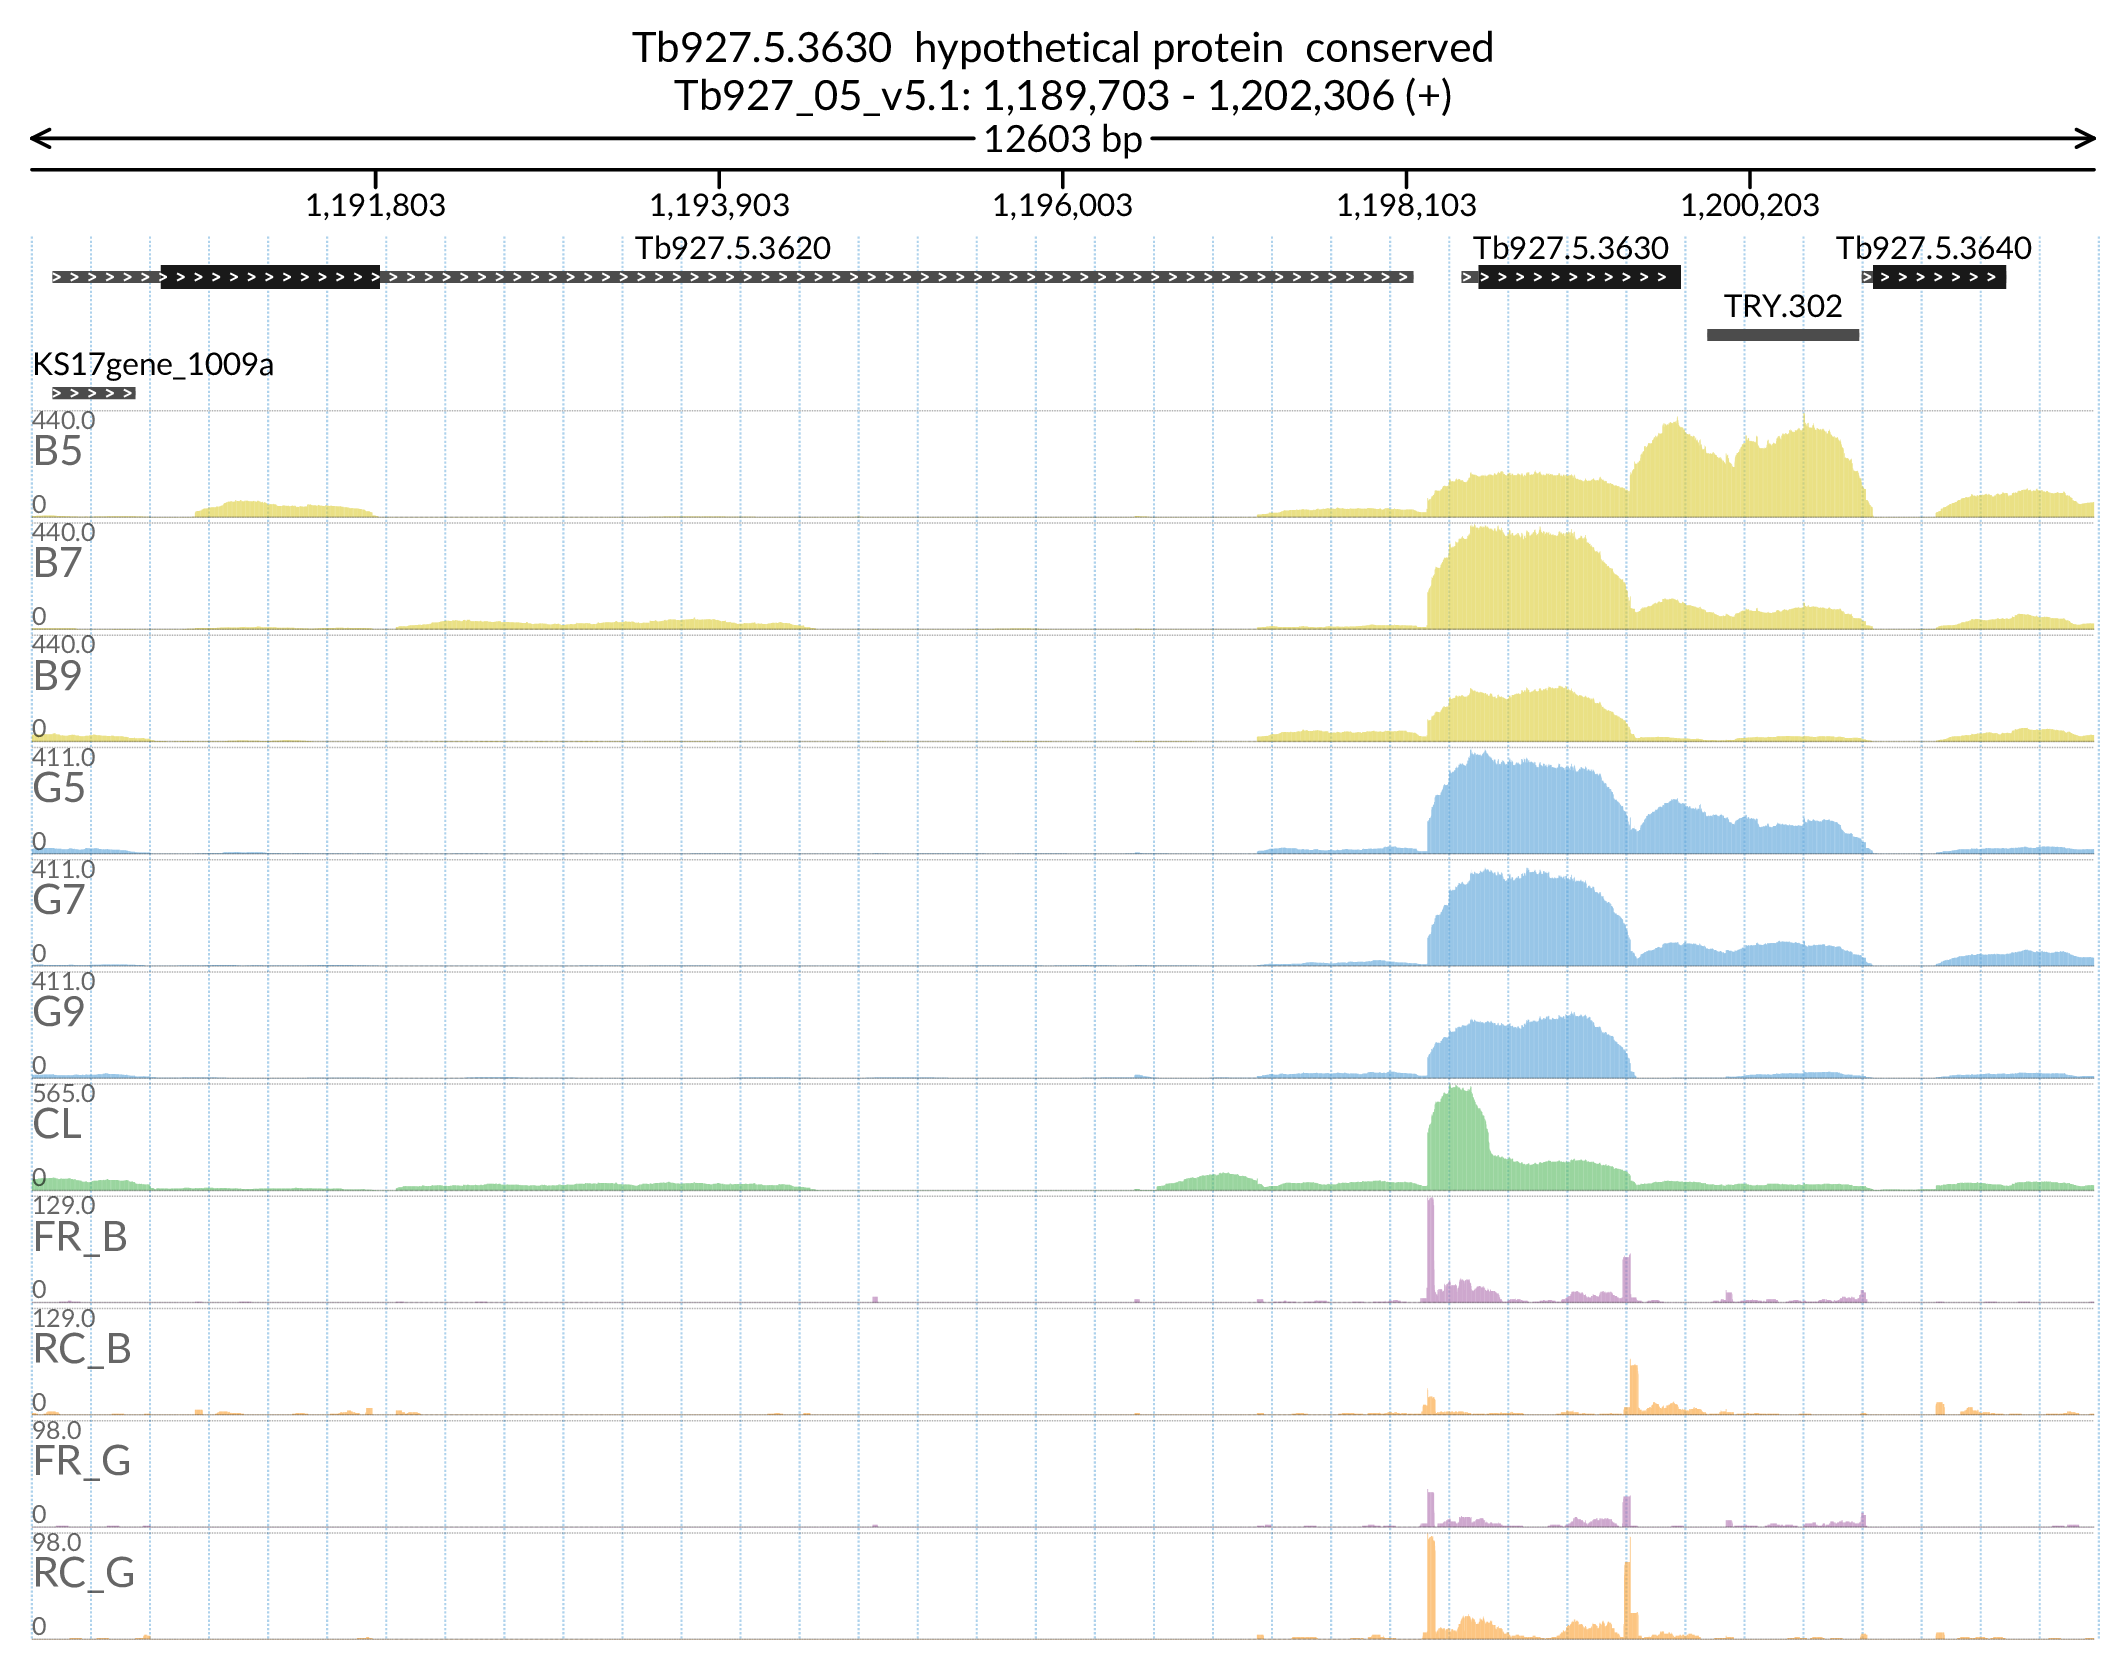 Tb927.5.3630 hypothetical protein conserved
Tb927_05_v5.1: 1,189,703 - 1,202,306 (+)
12603 bp
1,191,803 1,193,903 1,196,003 1,198,103 1,200,203
Tb927.5.3620 Tb927.5.3630 Tb927.5.3640
TRY.302
KS17gene_1009a
440.0
B5
0
440.0
B7
0
440.0
B9
0
411.0
G5
0
411.0
G7
0
411.0
G9
0
565.0
CL
0
129.0
FR_B
0
129.0
RC_B
0
98.0
FR_G
0
98.0
RC_G
0